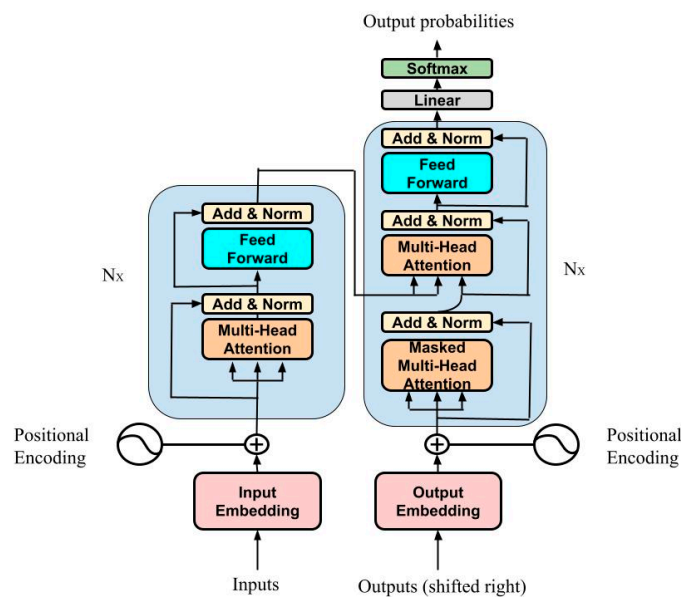 Output probabilities
Softmax
Linear
Add & Norm
Feed
Forward
Add & Norm
Multi-Head
Attention
Nx
Add & Norm
Masked
Multi-Head
Attention
Add & Norm
Feed
Forward
Nx
Add & Norm
Multi-Head
Attention
Positional
Encoding
Positional
Encoding
Input
Embedding
Output
Embedding
Inputs
Outputs (shifted right)